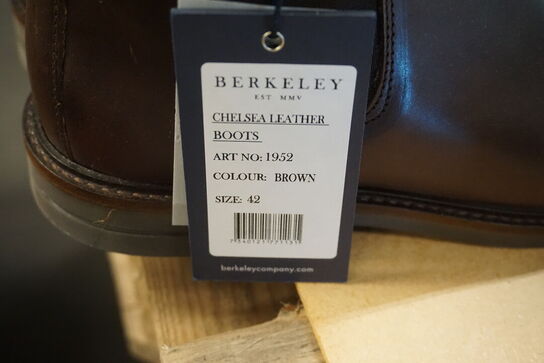 BERKELEY
EST MMV
CHELSEA LEATHER
BOOTS
ART NO: 1952
COLOUR: BROWN
SIZE: 42
berkeleycompany.com